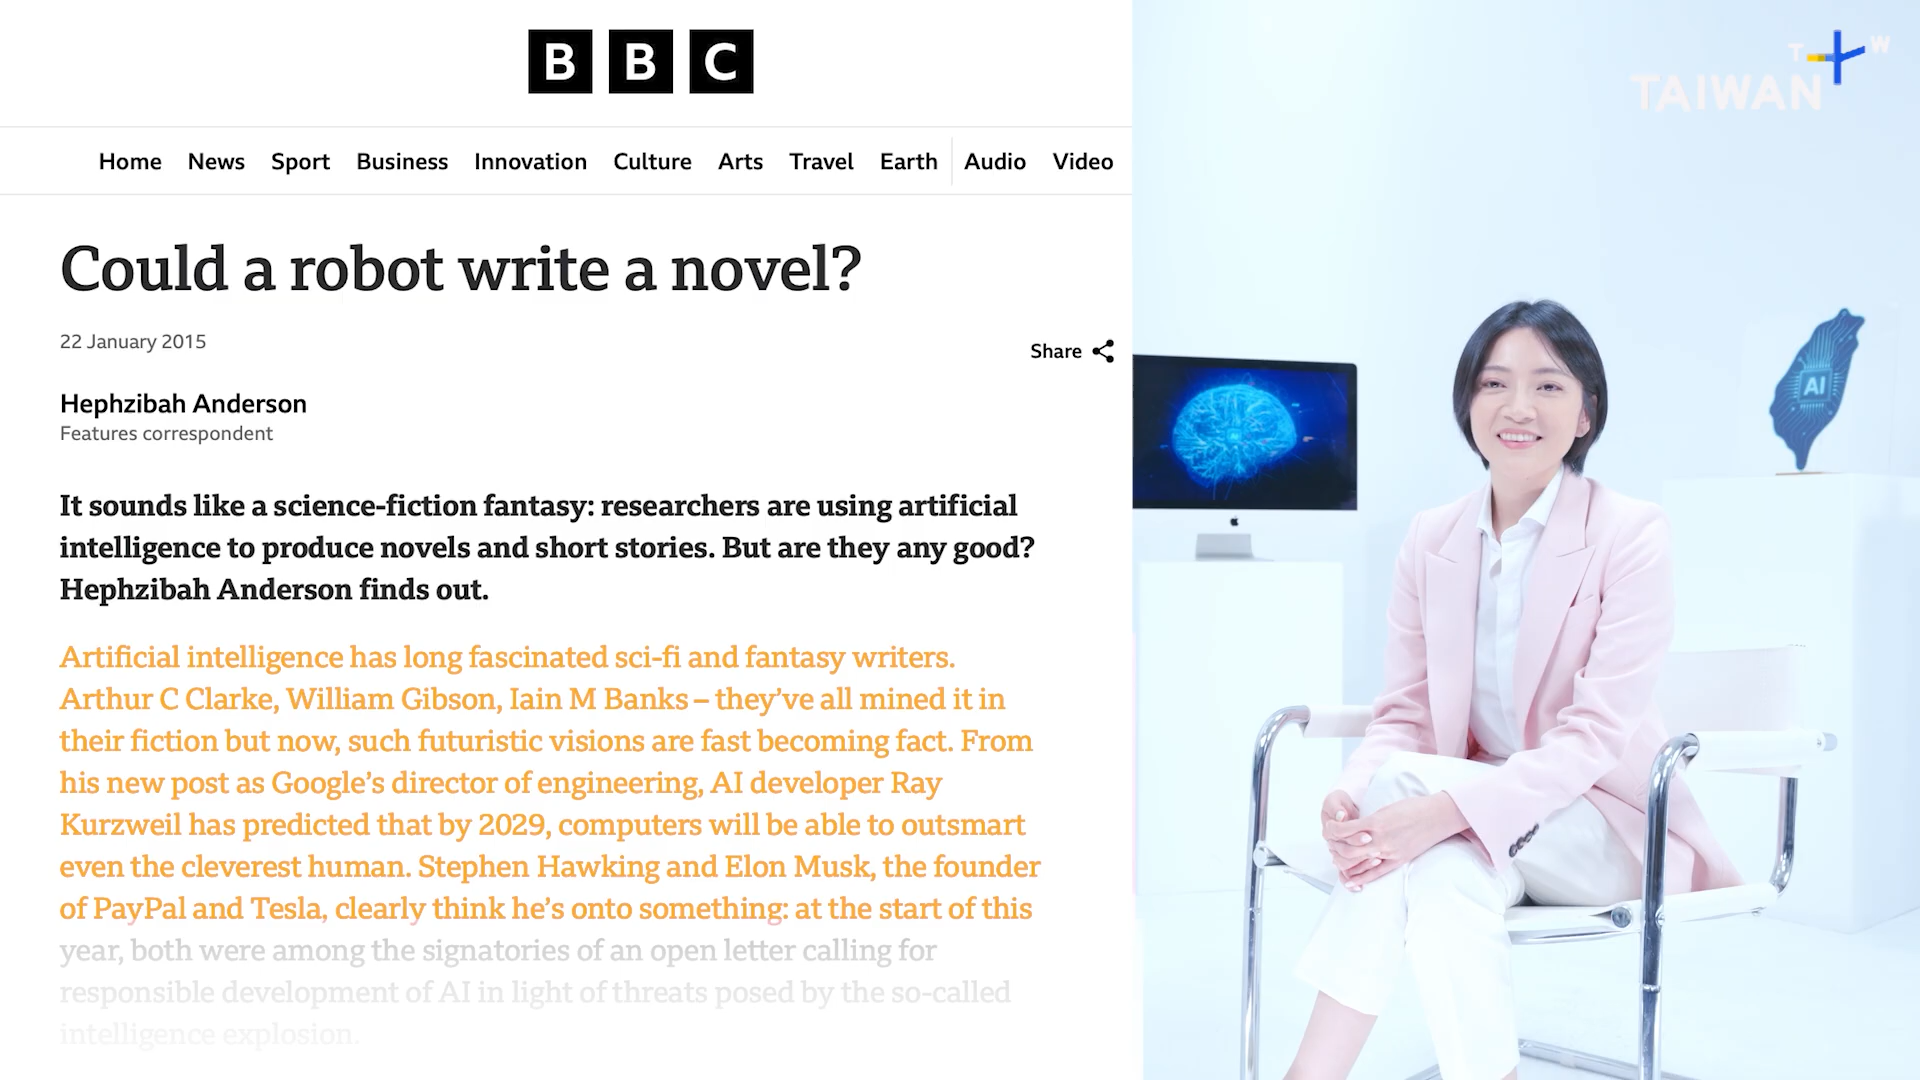 BBC
Home News Sport Business Innovation Culture Arts Travel Earth Audio Video
Could a robot write a novel?
22 January 2015
Share
Hephzibah Anderson
Features correspondent
It sounds like a science-fiction fantasy: researchers are using artificial
intelligence to produce novels and short stories. But are they any good?
Hephzibah Anderson finds out.
Artificial intelligence has long fascinated sci-fi and fantasy writers.
Arthur C Clarke, William Gibson, Iain M Banks – they’ve all mined it in
their fiction but now, such futuristic visions are fast becoming fact. From
his new post as Google’s director of engineering, AI developer Ray
Kurzweil has predicted that by 2029, computers will be able to outsmart
even the cleverest human. Stephen Hawking and Elon Musk, the founder
of PayPal and Tesla, clearly think he’s onto something: at the start of this
year, both were among the signatories of an open letter calling for
responsible development of AI in light of threats posed by the so-called
intelligence explosion.
T W
TAIWAN
AI